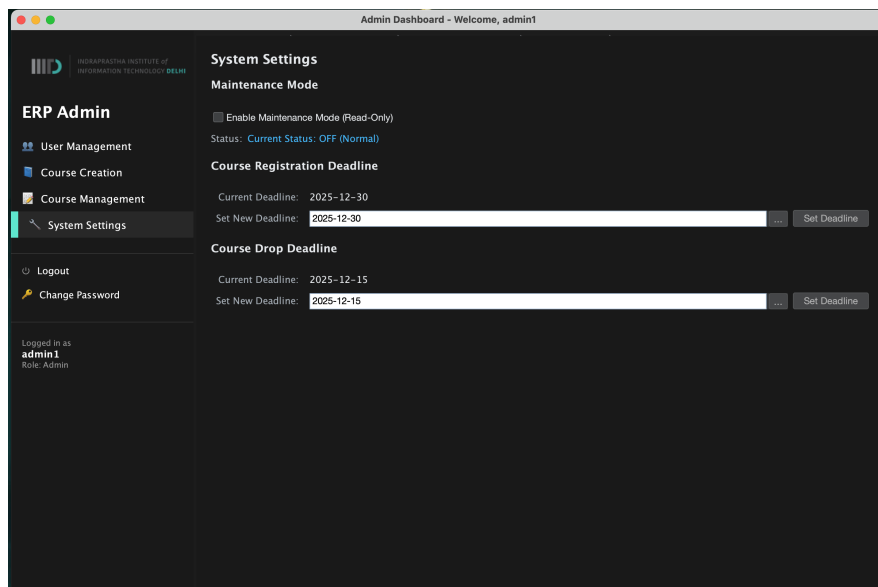 Admin Dashboard - Welcome, admin1
INDRAPRASTHA INSTITUTE of
INFORMATION TECHNOLOGY DELHI
ERP Admin
User Management
Course Creation
Course Management
System Settings
Logout
Change Password
Logged in as
admin1
Role: Admin
System Settings
Maintenance Mode
Enable Maintenance Mode (Read-Only)
Status: Current Status: OFF (Normal)
Course Registration Deadline
Current Deadline: 2025-12-30
Set New Deadline: 2025-12-30 ... Set Deadline
Course Drop Deadline
Current Deadline: 2025-12-15
Set New Deadline: 2025-12-15 ... Set Deadline